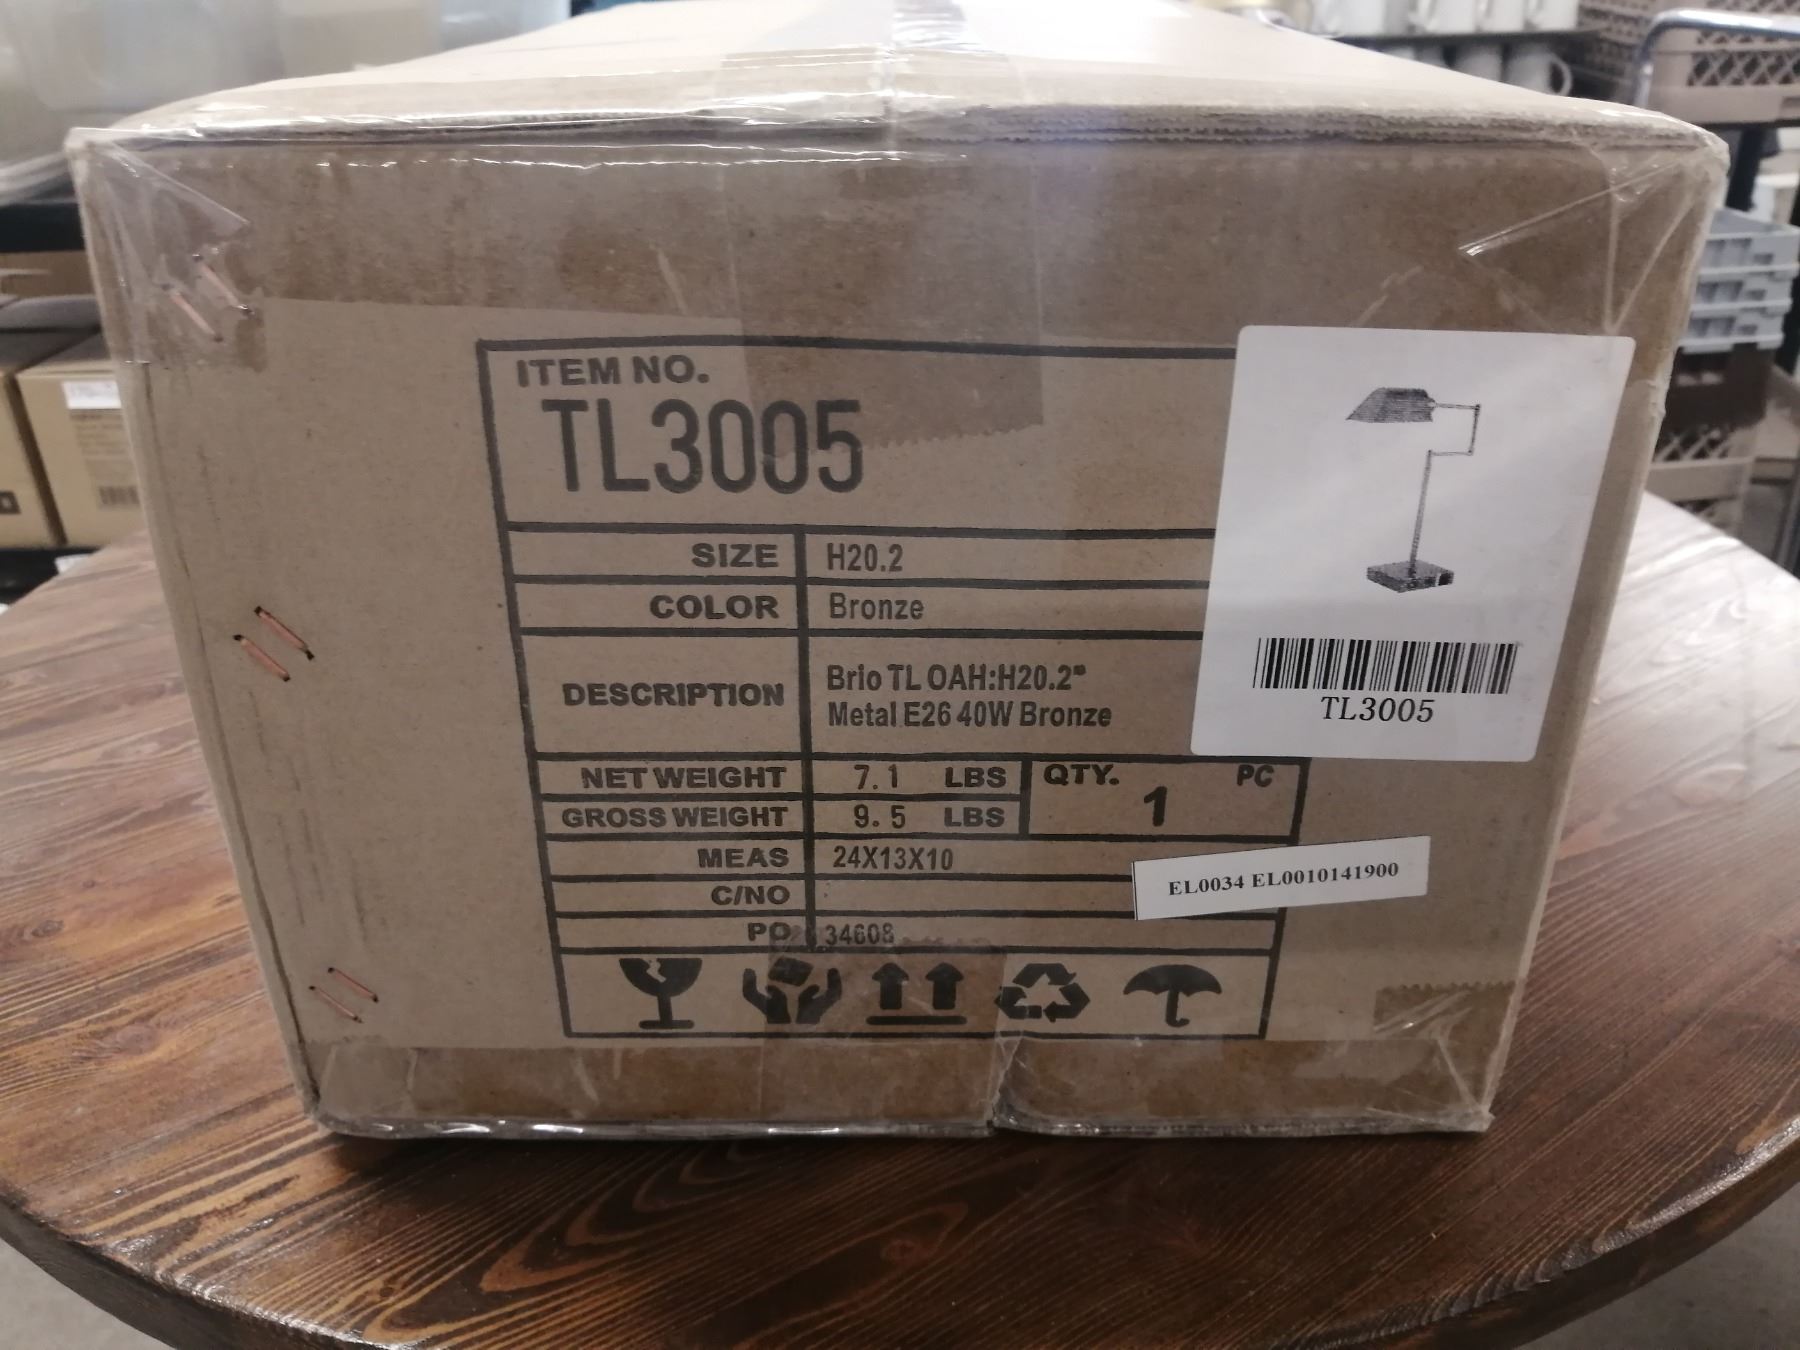 ITEM NO.
TL3005
SIZE H20.2
COLOR Bronze
DESCRIPTION Brio TL OAH:H20.2"
Metal E26 40W Bronze
NET WEIGHT 7.1 LBS
GROSS WEIGHT 9.5 LBS
QTY. 1 PC
MEAS 24X13X10
C/NO
PO 34608
TL3005
EL0034 EL0010141900